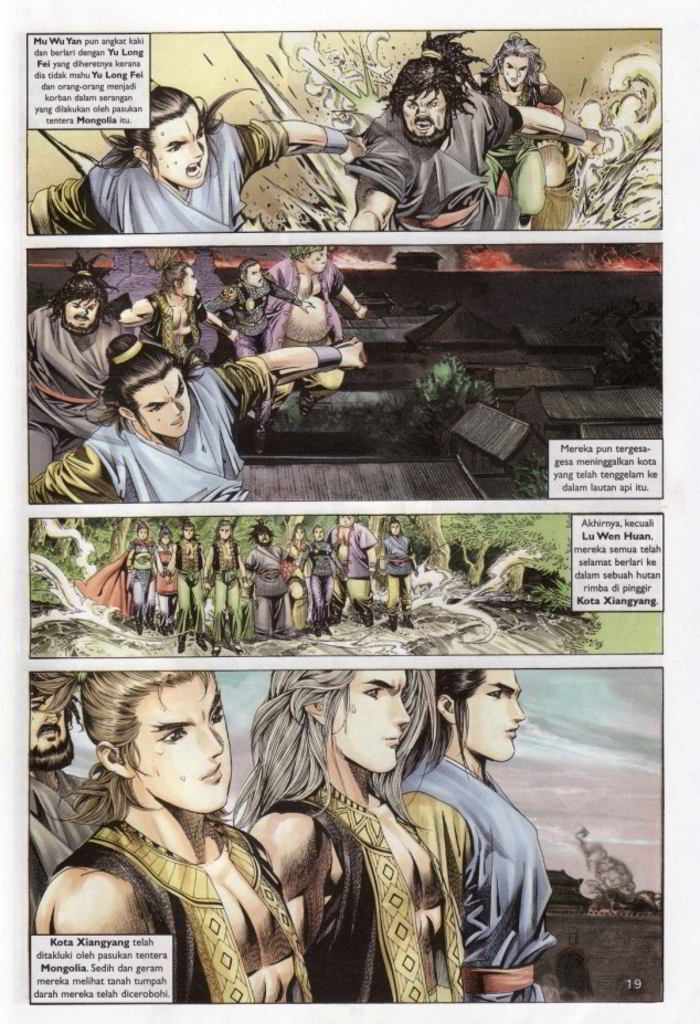 Mu Wu Yan pun angkat kaki
dan berlari dengan Yu Long
Fei yang diheretnya kerana
dia tidak mahu Yu Long Fei
dan orang-orang menjadi
korban dalam serangan
yang dilakukan oleh pasukan
tentera Mongolia itu.
Mereka pun tergesa-
gesa meninggalkan kota
yang telah tenggelam ke
dalam lautan api itu.
Akhirnya, kecuali
Lu Wen Huan,
mereka semua telah
selamat berlari ke
dalam sebuah hutan
di pinggir
Kota Xiangyang.
Kota Xiangyang telah
ditakluki oleh pasukan tentera
Mongolia. Sedih dan geram
mereka melihat tanah tumpah
darah mereka telah dicerobohi.
19